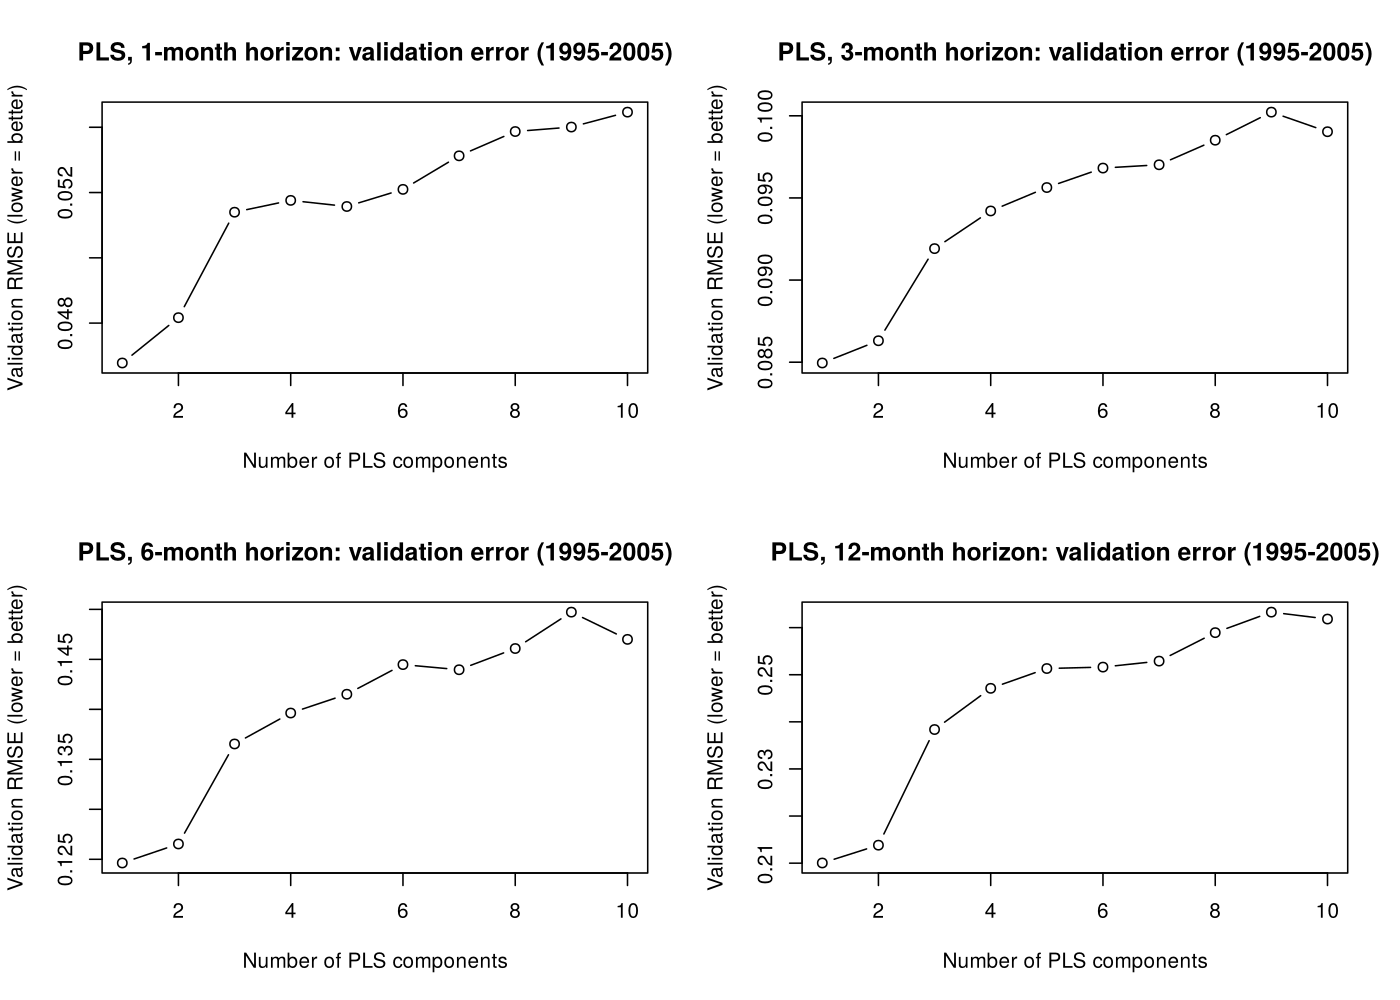 PLS, 1-month horizon: validation error (1995-2005)
Validation RMSE (lower = better)
0.052
0.048
2 4 6 8 10
Number of PLS components
PLS, 3-month horizon: validation error (1995-2005)
Validation RMSE (lower = better)
0.100
0.095
0.090
0.085
2 4 6 8 10
Number of PLS components
PLS, 6-month horizon: validation error (1995-2005)
Validation RMSE (lower = better)
0.145
0.135
0.125
2 4 6 8 10
Number of PLS components
PLS, 12-month horizon: validation error (1995-2005)
Validation RMSE (lower = better)
0.25
0.23
0.21
2 4 6 8 10
Number of PLS components